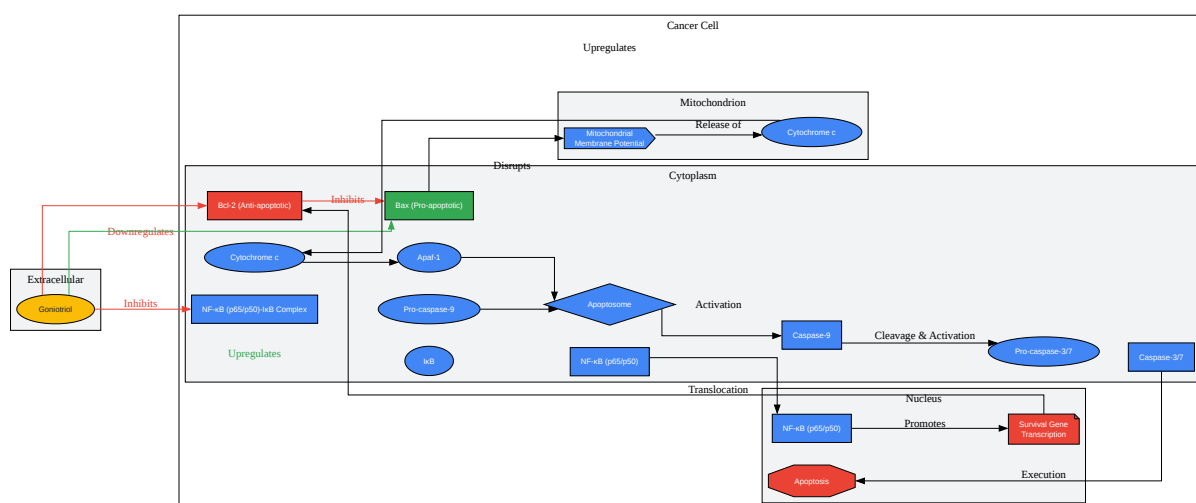 Cancer Cell
Upregulates
Mitochondrion
Release of
Mitochondrial
Membrane Potential
Cytochrome c
Disrupts
Cytoplasm
Bcl-2 (Anti-apoptotic)
Inhibits
Bax (Pro-apoptotic)
Downregulates
Cytochrome c
Apaf-1
Extracellular
Goniotriol
Inhibits
NF-κB (p65/p50)-IκB Complex
Pro-caspase-9
Apoptosome
Activation
Caspase-9
Cleavage & Activation
Pro-caspase-3/7
Caspase-3/7
Upregulates
IκB
NF-κB (p65/p50)
Translocation
Nucleus
NF-κB (p65/p50)
Promotes
Survival Gene
Transcription
Apoptosis
Execution